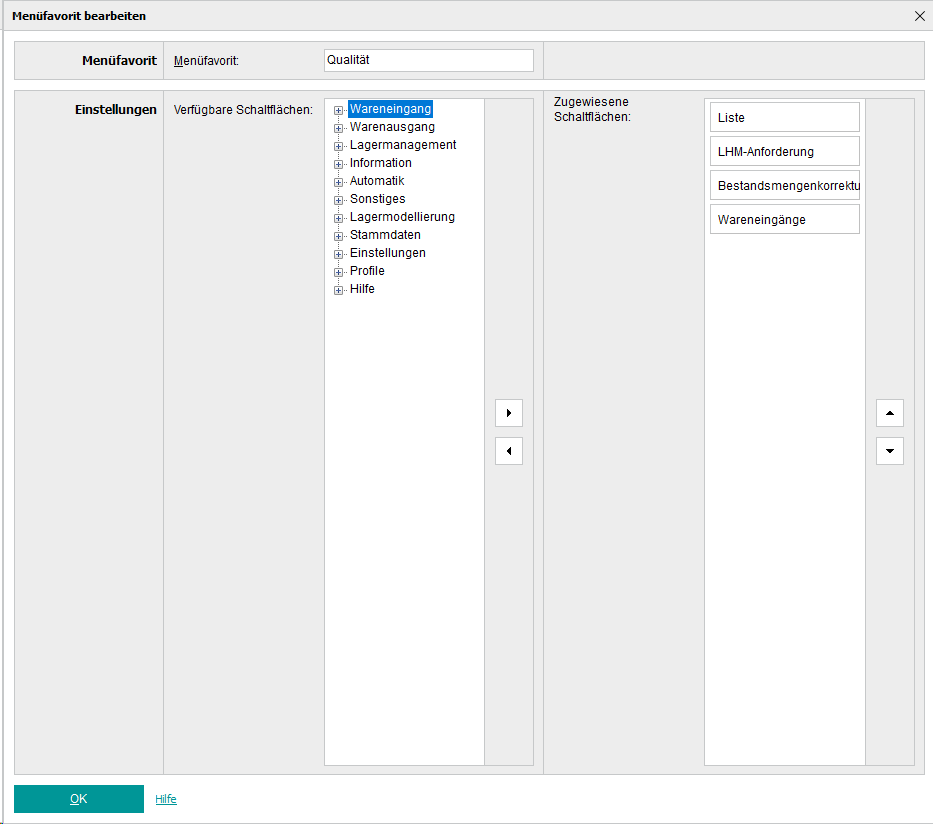 Menüfavorit bearbeiten
Menüfavorit
Menüfavorit:
Qualität
Einstellungen
Verfügbare Schaltflächen:
Wareneingang
Warenausgang
Lagermanagement
Information
Automatik
Sonstiges
Lagermodellierung
Stammdaten
Einstellungen
Profile
Hilfe
Zugewiesene
Schaltflächen:
Liste
LHM-Anforderung
Bestandsmengenkorrektu
Wareneingänge
OK
Hilfe